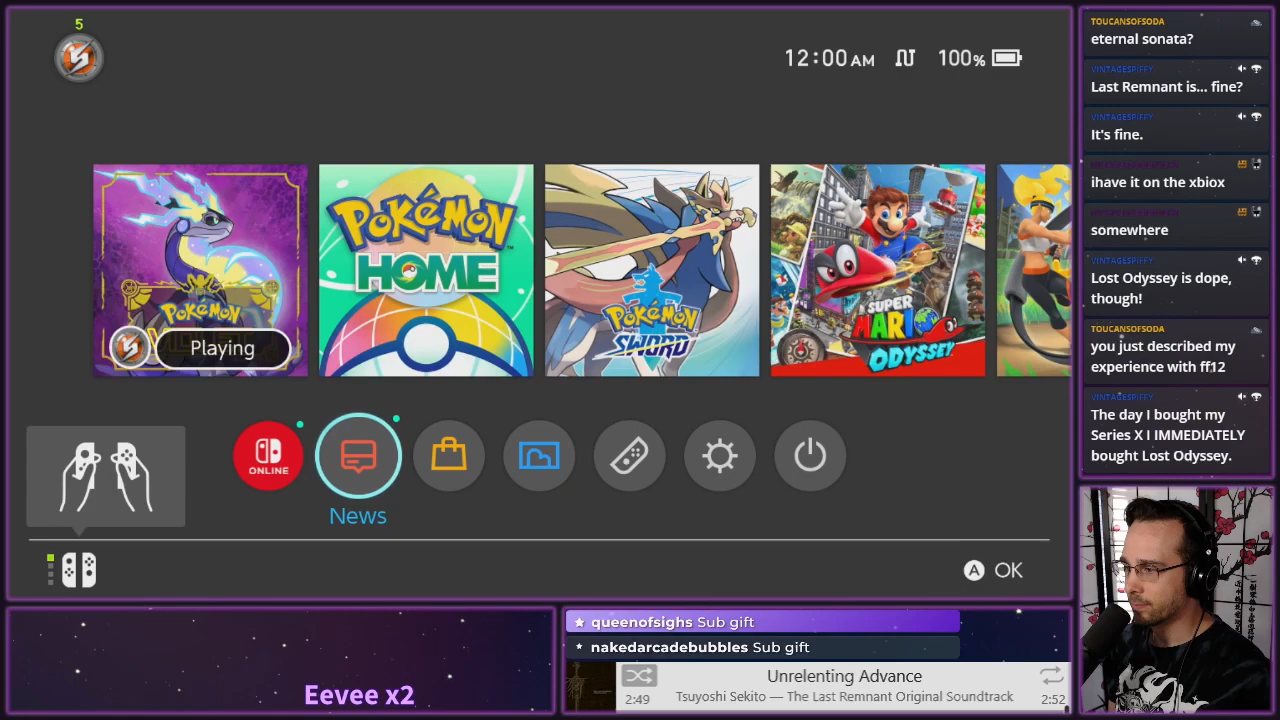 5
12:00 AM
100%
POKÉMON
Playing
POKÉMON
HOME
POKÉMON
SWORD
SUPER
MARIO
ODYSSEY
ONLINE
News
A OK
TOUCANSOFSODA
eternal sonata?
VINTAGESPIFFY
Last Remnant is... fine?
VINTAGESPIFFY
It's fine.
ihave it on the xbiox
somewhere
VINTAGESPIFFY
Lost Odyssey is dope,
though!
TOUCANSOFSODA
you just described my
experience with ff12
VINTAGESPIFFY
The day I bought my
Series X I IMMEDIATELY
bought Lost Odyssey.
Eevee x2
queenofsighs Sub gift
nakedarcadebubbles Sub gift
Unrelenting Advance
2:49 Tsuyoshi Sekito — The Last Remnant Original Soundtrack 2:52